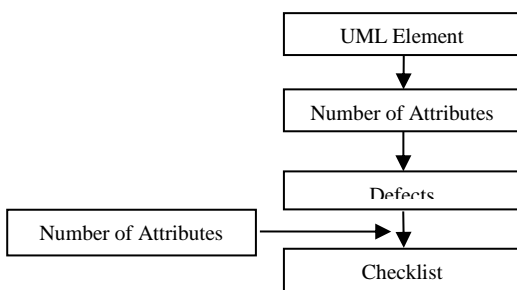 UML Element
Number of Attributes
Defects
Number of Attributes
Checklist